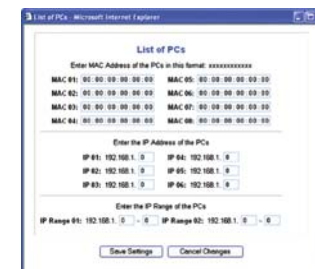 List of PCs - Microsoft Internet Explorer
List of PCs
Enter MAC Address of the PCs in this format: xxxxxxxxxxxx
MAC 01: 00:00:00:00:00:00 MAC 05: 00:00:00:00:00:00
MAC 02: 00:00:00:00:00:00 MAC 06: 00:00:00:00:00:00
MAC 03: 00:00:00:00:00:00 MAC 07: 00:00:00:00:00:00
MAC 04: 00:00:00:00:00:00 MAC 08: 00:00:00:00:00:00
Enter the IP Address of the PCs
IP 01: 192.168.1. 0 IP 04: 192.168.1. 0
IP 02: 192.168.1. 0 IP 05: 192.168.1. 0
IP 03: 192.168.1. 0 IP 06: 192.168.1. 0
Enter the IP Range of the PCs
IP Range 01: 192.168.1. 0 - 0 IP Range 02: 192.168.1. 0 - 0
Save Settings Cancel Changes